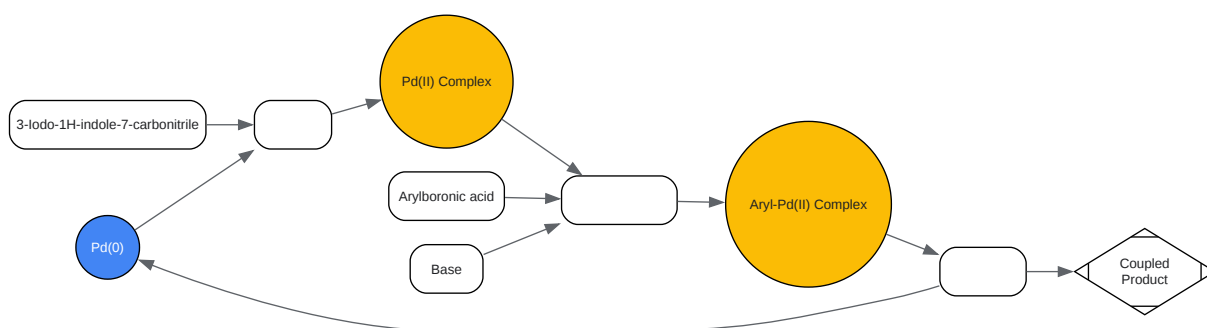 Pd(II) Complex
3-Iodo-1H-indole-7-carbonitrile
Arylboronic acid
Aryl-Pd(II) Complex
Pd(0)
Base
Coupled
Product